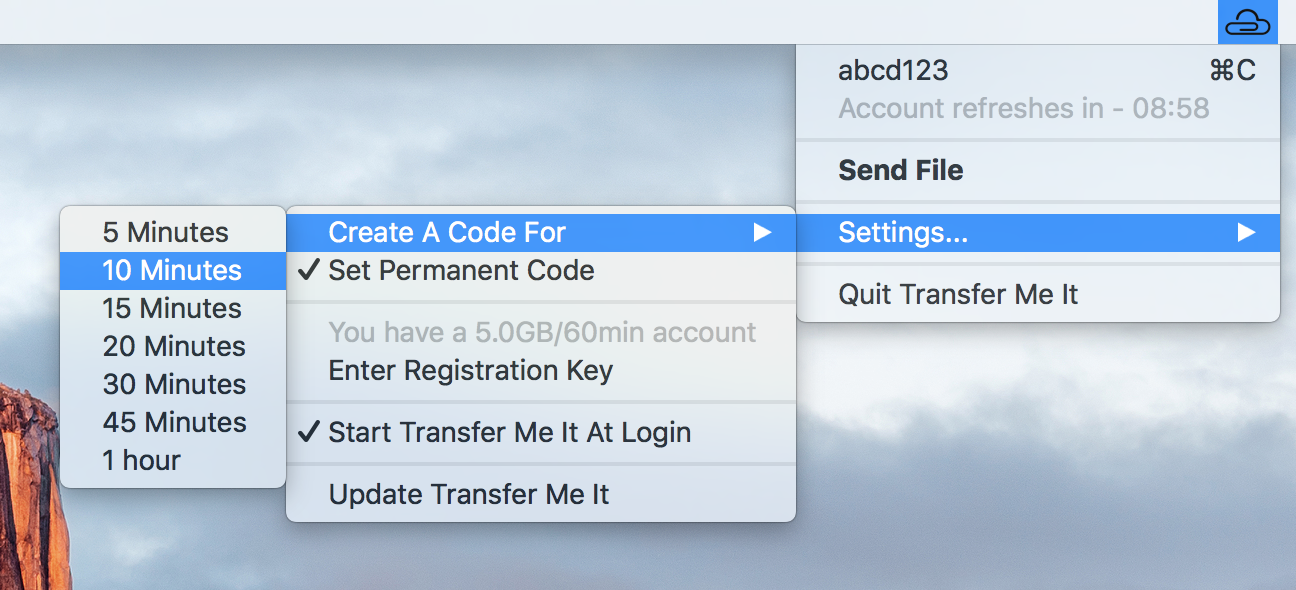 abcd123 ⌘C
Account refreshes in - 08:58
Send File
Settings... ▶
Quit Transfer Me It
Create A Code For ▶
✓ Set Permanent Code
You have a 5.0GB/60min account
Enter Registration Key
✓ Start Transfer Me It At Login
Update Transfer Me It
5 Minutes
10 Minutes
15 Minutes
20 Minutes
30 Minutes
45 Minutes
1 hour